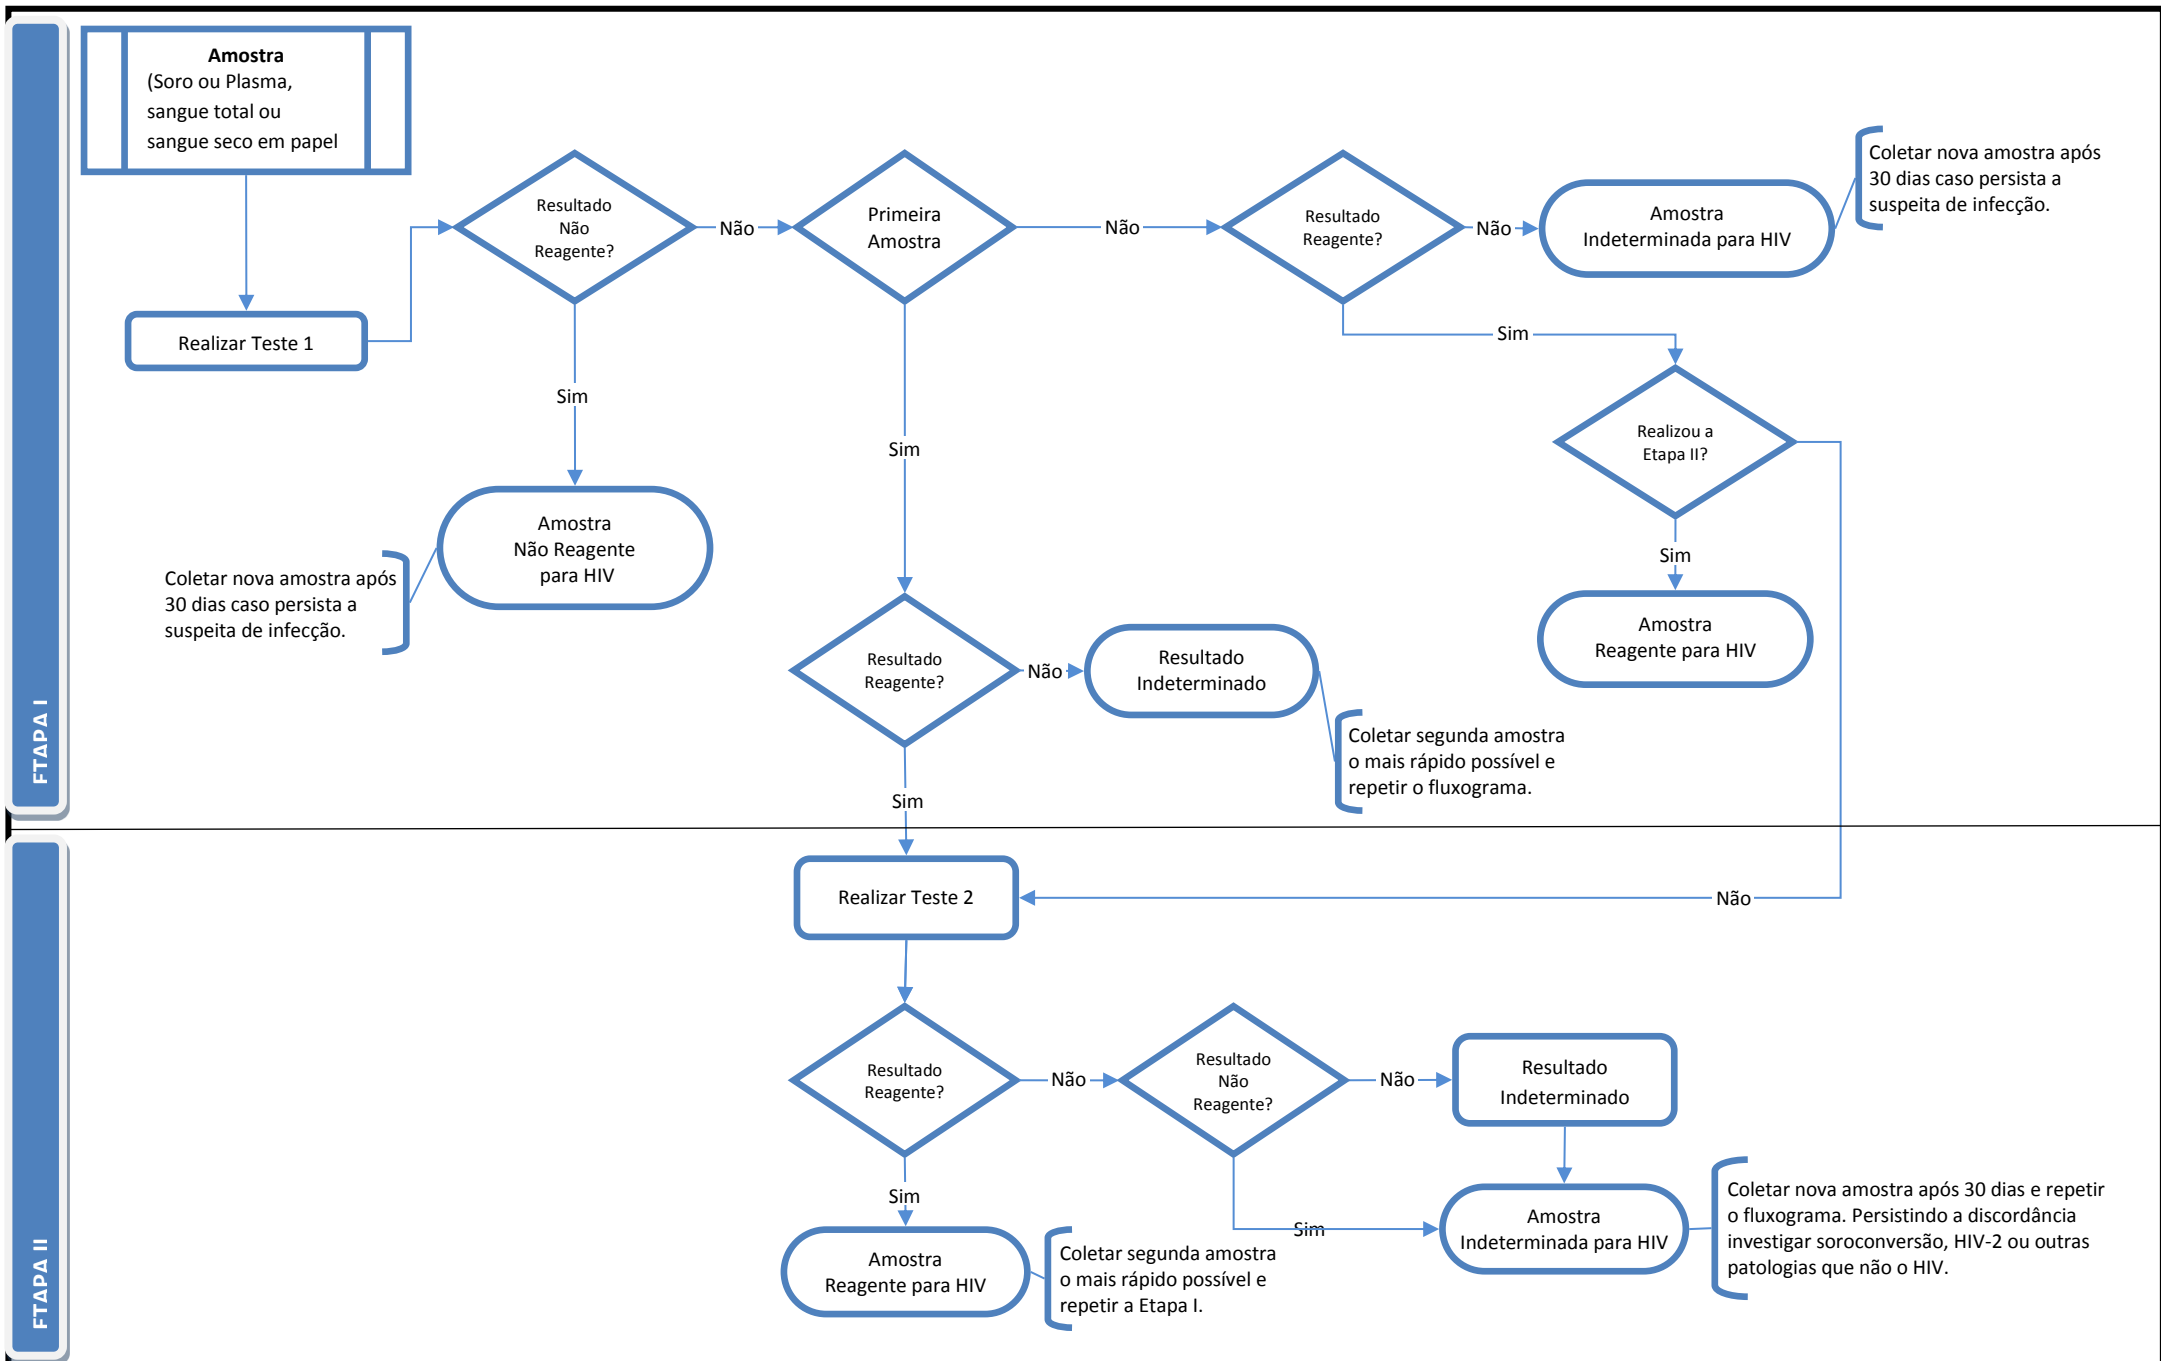 Amostra
(Soro ou Plasma,
sangue total ou
sangue seco em papel
Realizar Teste 1
Resultado
Não
Reagente?
Não
Primeira
Amostra
Não
Resultado
Reagente?
Não
Amostra
Indeterminada para HIV
Coletar nova amostra após
30 dias caso persista a
suspeita de infecção.
Sim
Sim
Sim
Realizou a
Etapa II?
Amostra
Não Reagente
para HIV
Coletar nova amostra após
30 dias caso persista a
suspeita de infecção.
Sim
Amostra
Reagente para HIV
Resultado
Reagente?
Não
Resultado
Indeterminado
Coletar segunda amostra
o mais rápido possível e
repetir o fluxograma.
Sim
ETAPA I
Realizar Teste 2
Não
Resultado
Reagente?
Não
Resultado
Não
Reagente?
Não
Resultado
Indeterminado
Sim
Sim
Amostra
Reagente para HIV
Coletar segunda amostra
o mais rápido possível e
repetir a Etapa I.
Amostra
Indeterminada para HIV
Coletar nova amostra após 30 dias e repetir
o fluxograma. Persistindo a discordância
investigar soroconversão, HIV-2 ou outras
patologias que não o HIV.
ETAPA II